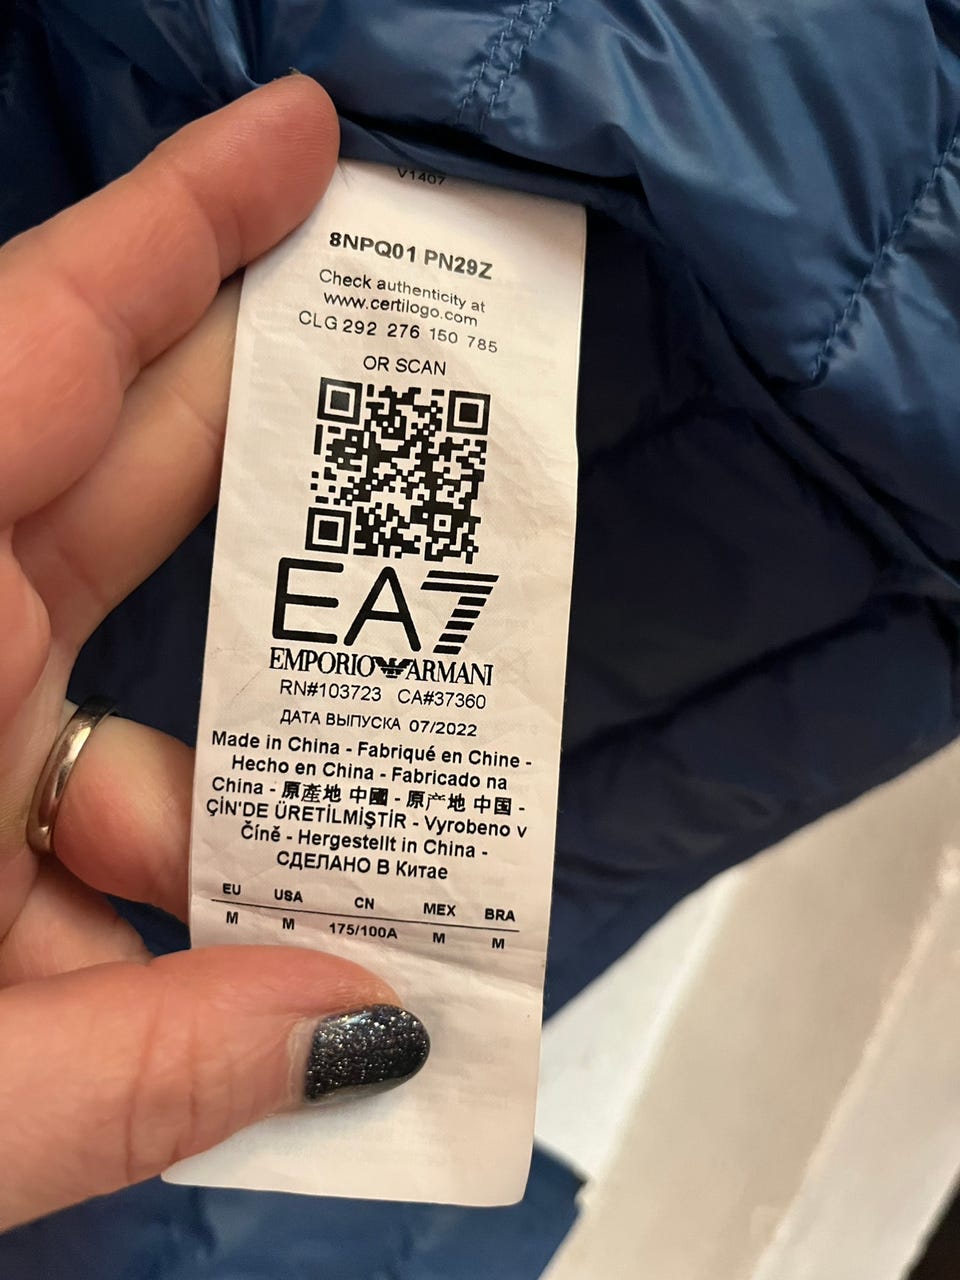 V1407
8NPQ01 PN29Z
Check authenticity at
www.certilogo.com
CLG 292 276 150 785
OR SCAN
EA7
EMPORIO ARMANI
RN#103723 CA#37360
ДАТА ВЫПУСКА 07/2022
Made in China - Fabriqué en Chine -
Hecho en China - Fabricado na
China - 原產地 中國 - 原产地 中国 -
ÇİN'DE ÜRETİLMİŞTİR - Vyrobeno v
Číně - Hergestellt in China -
СДЕЛАНО В Китае
EU USA CN MEX BRA
M M 175/100A M M